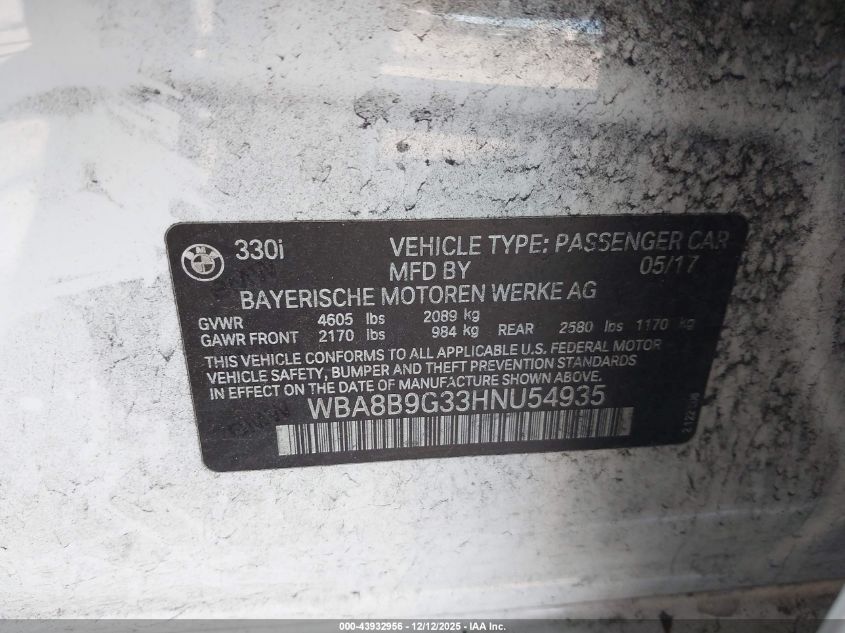 330i VEHICLE TYPE: PASSENGER CAR
MFD BY 05/17
BAYERISCHE MOTOREN WERKE AG
GVWR 4605 lbs 2089 kg
GAWR FRONT 2170 lbs 984 kg REAR 2580 lbs 1170 kg
THIS VEHICLE CONFORMS TO ALL APPLICABLE U.S. FEDERAL MOTOR
VEHICLE SAFETY, BUMPER AND THEFT PREVENTION STANDARDS
IN EFFECT ON THE DATE OF MANUFACTURE SHOWN ABOVE.
WBA8B9G33HNU54935
000-43932956 - 12/12/2025 - IAA Inc.